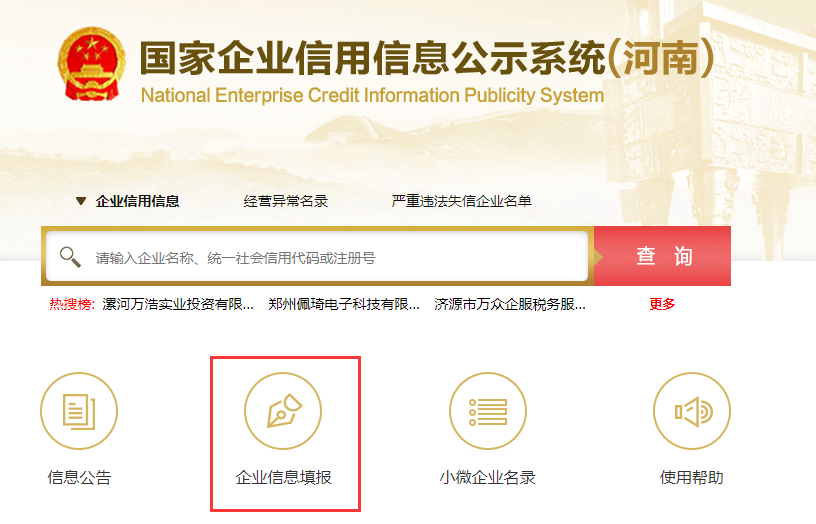 国家企业信用信息公示系统(河南)
National Enterprise Credit Information Publicity System
企业信用信息 经营异常名录 严重违法失信企业名单
请输入企业名称、统一社会信用代码或注册号 查 询
热搜榜: 漯河万浩实业投资有限... 郑州佩琦电子科技有限... 济源市万众企服税务服... 更多
信息公告 企业信息填报 小微企业名录 使用帮助